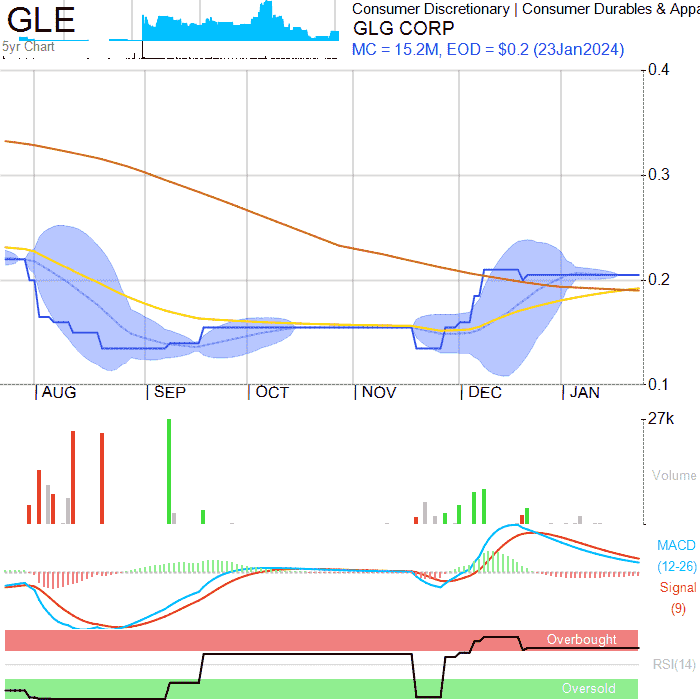 GLE
5yr Chart
Consumer Discretionary | Consumer Durables & Appa
GLG CORP
MC = 15.2M, EOD = $0.2 (23Jan2024)
0.4
0.3
0.2
0.1
AUG SEP OCT NOV DEC JAN
27k
Volume
MACD
(12-26)
Signal
(9)
Overbought
RSI(14)
Oversold